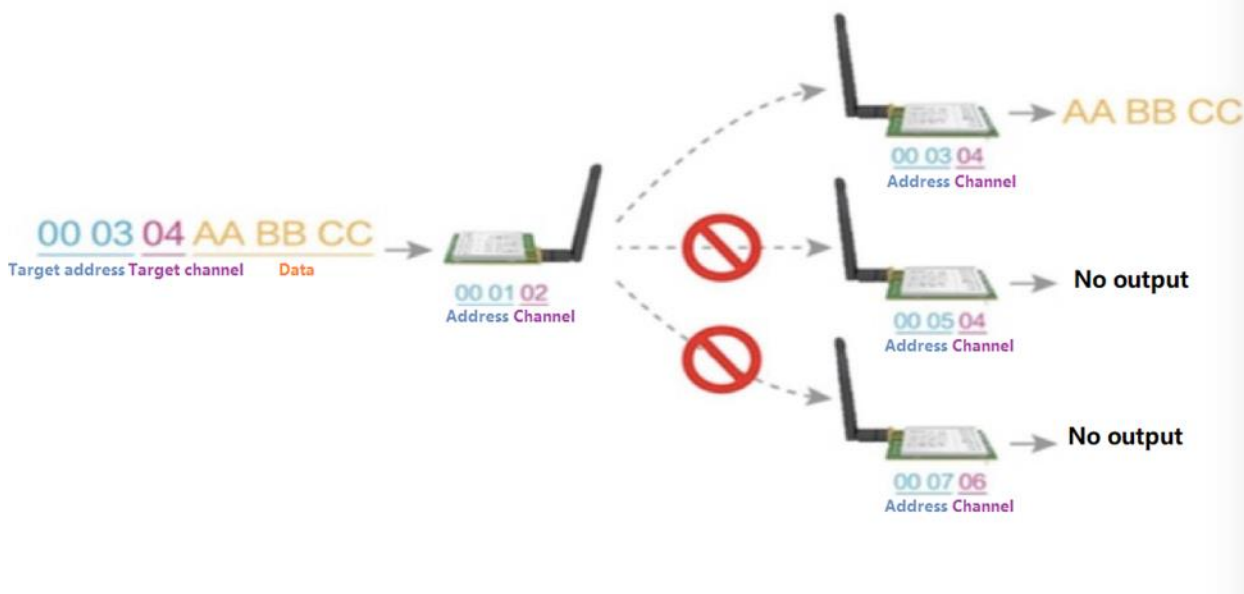 00 03 04 AA BB CC
Target address Target channel Data
00 01 02
Address Channel
AA BB CC
00 03 04
Address Channel
No output
00 05 04
Address Channel
No output
00 07 06
Address Channel